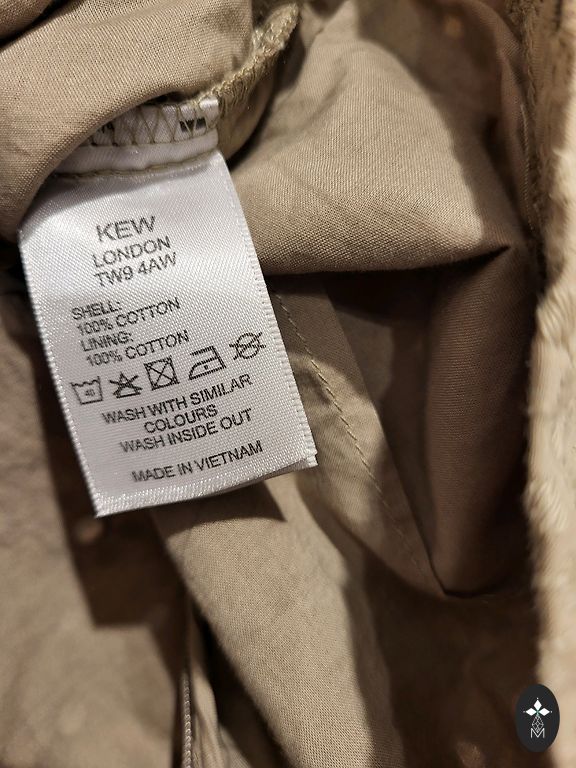 KEW
LONDON
TW9 4AW
SHELL:
100% COTTON
LINING:
100% COTTON
40
WASH WITH SIMILAR
COLOURS
WASH INSIDE OUT
MADE IN VIETNAM
M